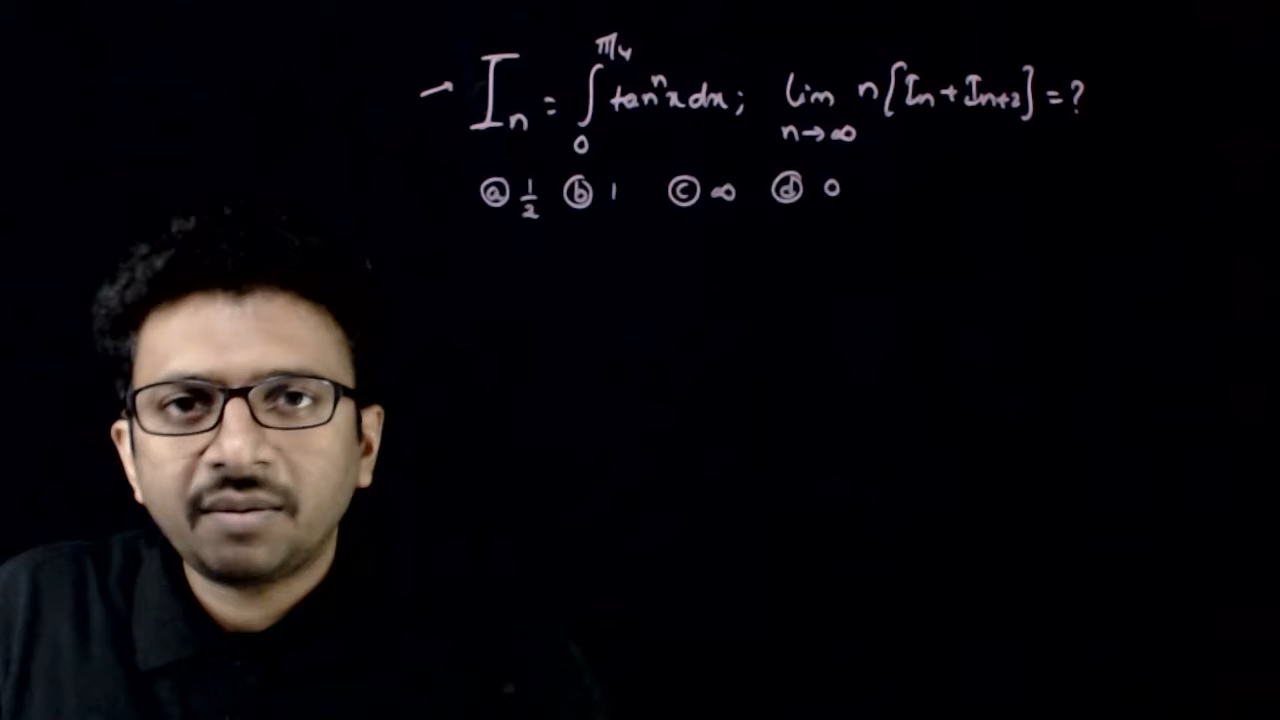 → Iₙ = ∫₀^{π/4} tanⁿx dx; lim_{n→∞} n[Iₙ + Iₙ₊₂] = ?
ⓐ 1/2 ⓑ 1 ⓒ ∞ ⓓ 0